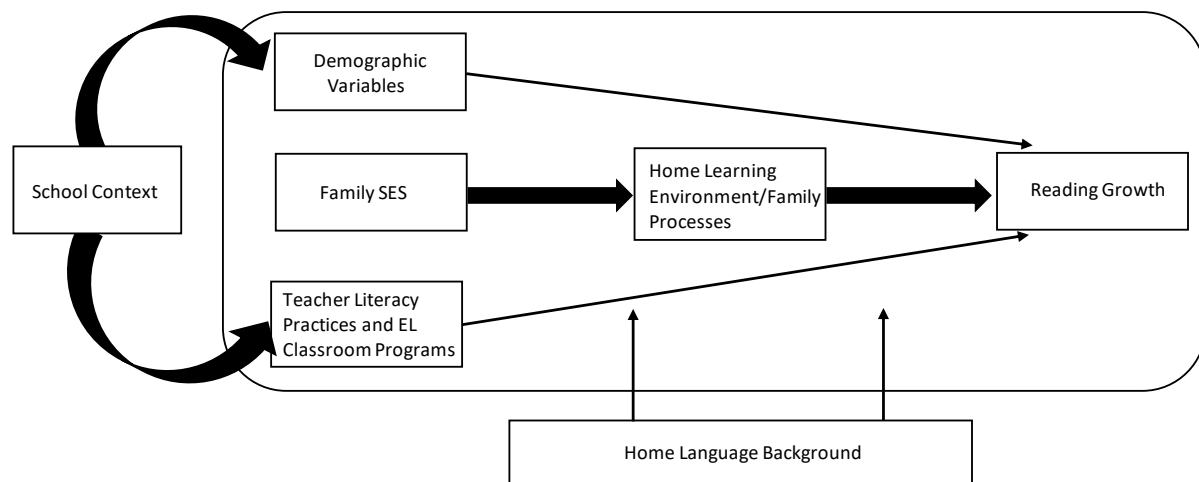 Demographic
Variables
School Context
Family SES
Home Learning
Environment/Family
Processes
Reading Growth
Teacher Literacy
Practices and EL
Classroom Programs
Home Language Background